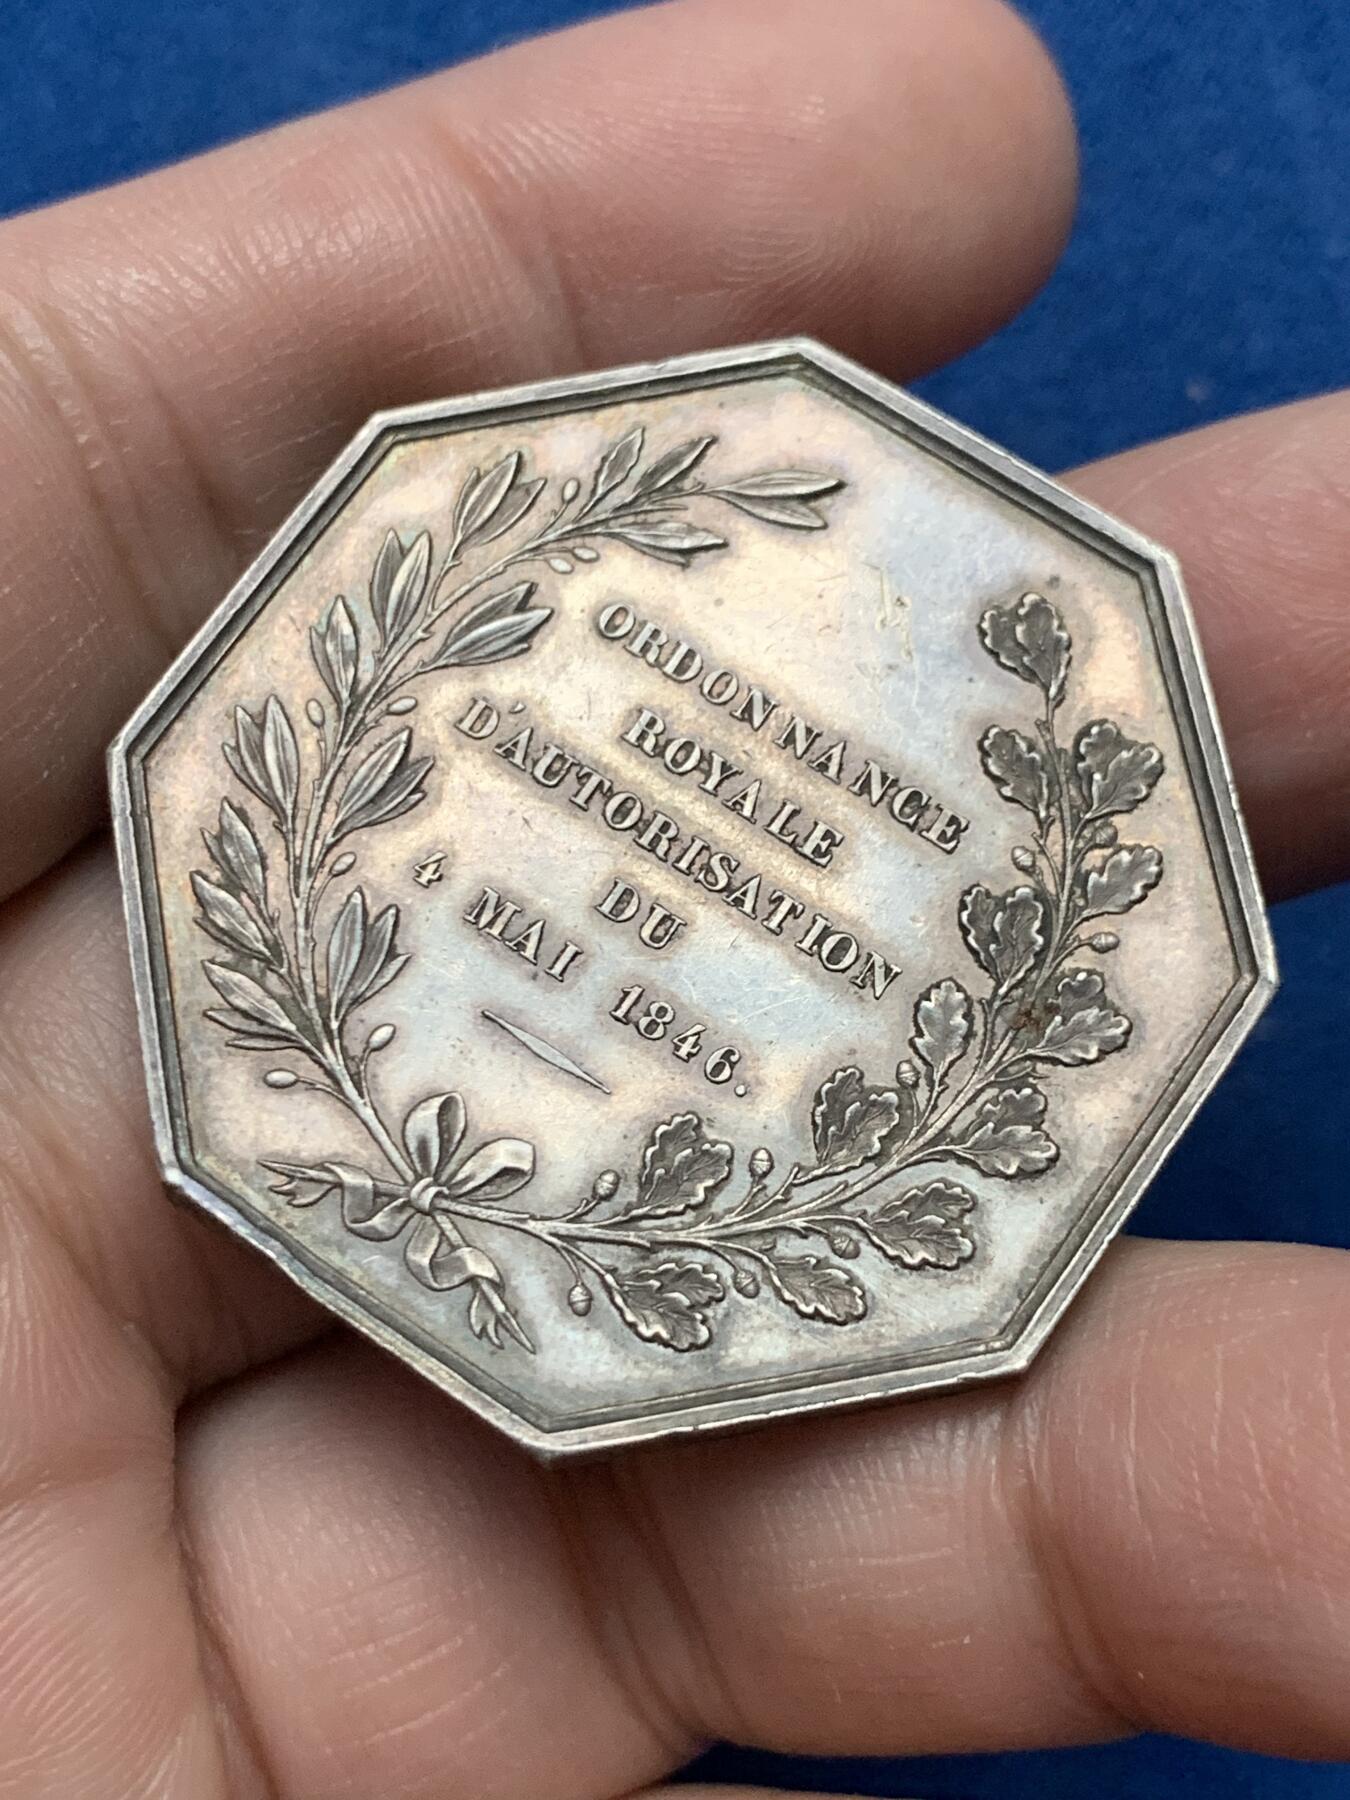 ORDONNANCE
ROYALE
D'AUTORISATION
DU
4 MAI 1846.